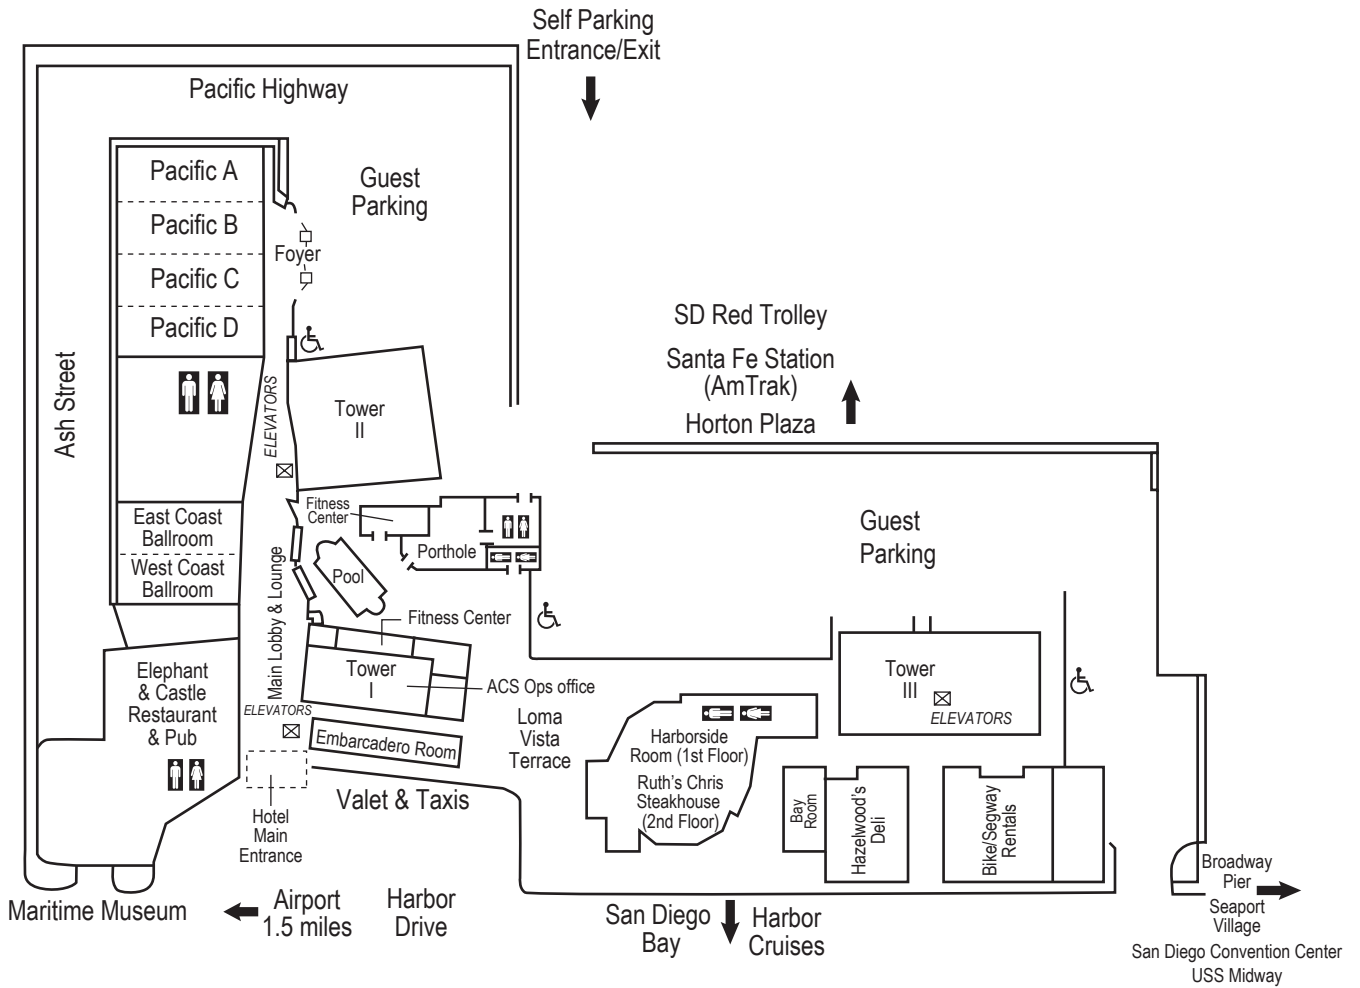 Self Parking
Entrance/Exit
Pacific Highway
Pacific A
Guest
Parking
Pacific B
Foyer
Pacific C
Pacific D
SD Red Trolley
Santa Fe Station
(AmTrak)
Horton Plaza
Ash Street
ELEVATORS
Tower
II
East Coast
Ballroom
West Coast
Ballroom
Fitness
Center
Porthole
Pool
Guest
Parking
Main Lobby & Lounge
Fitness Center
Tower
I
ACS Ops office
Elephant
& Castle
Restaurant
& Pub
ELEVATORS
Embarcadero Room
Loma
Vista
Terrace
Tower
III
ELEVATORS
Harborside
Room (1st Floor)
Ruth's Chris
Steakhouse
(2nd Floor)
Bay
Room
Hazelwood's
Deli
Bike/Segway
Rentals
Valet & Taxis
Hotel
Main
Entrance
Maritime Museum
Airport
1.5 miles
Harbor
Drive
San Diego
Bay
Harbor
Cruises
Broadway
Pier
Seaport
Village
San Diego Convention Center
USS Midway